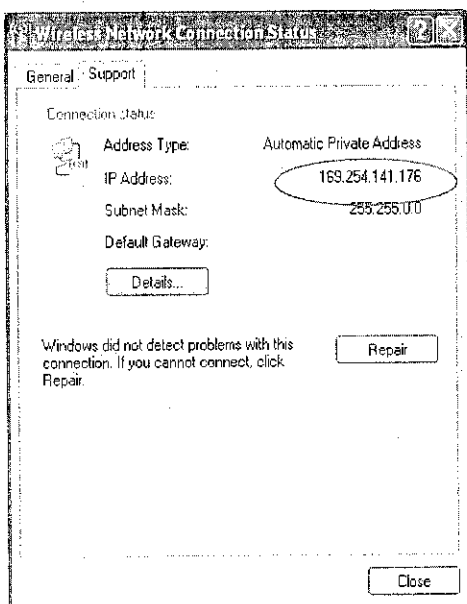 Wireless Network Connection Status
General Support
Connection status
Address Type: Automatic Private Address
IP Address: 169.254.141.176
Subnet Mask: 255.255.0.0
Default Gateway:
Details...
Windows did not detect problems with this
connection. If you cannot connect, click
Repair.
Repair
Close